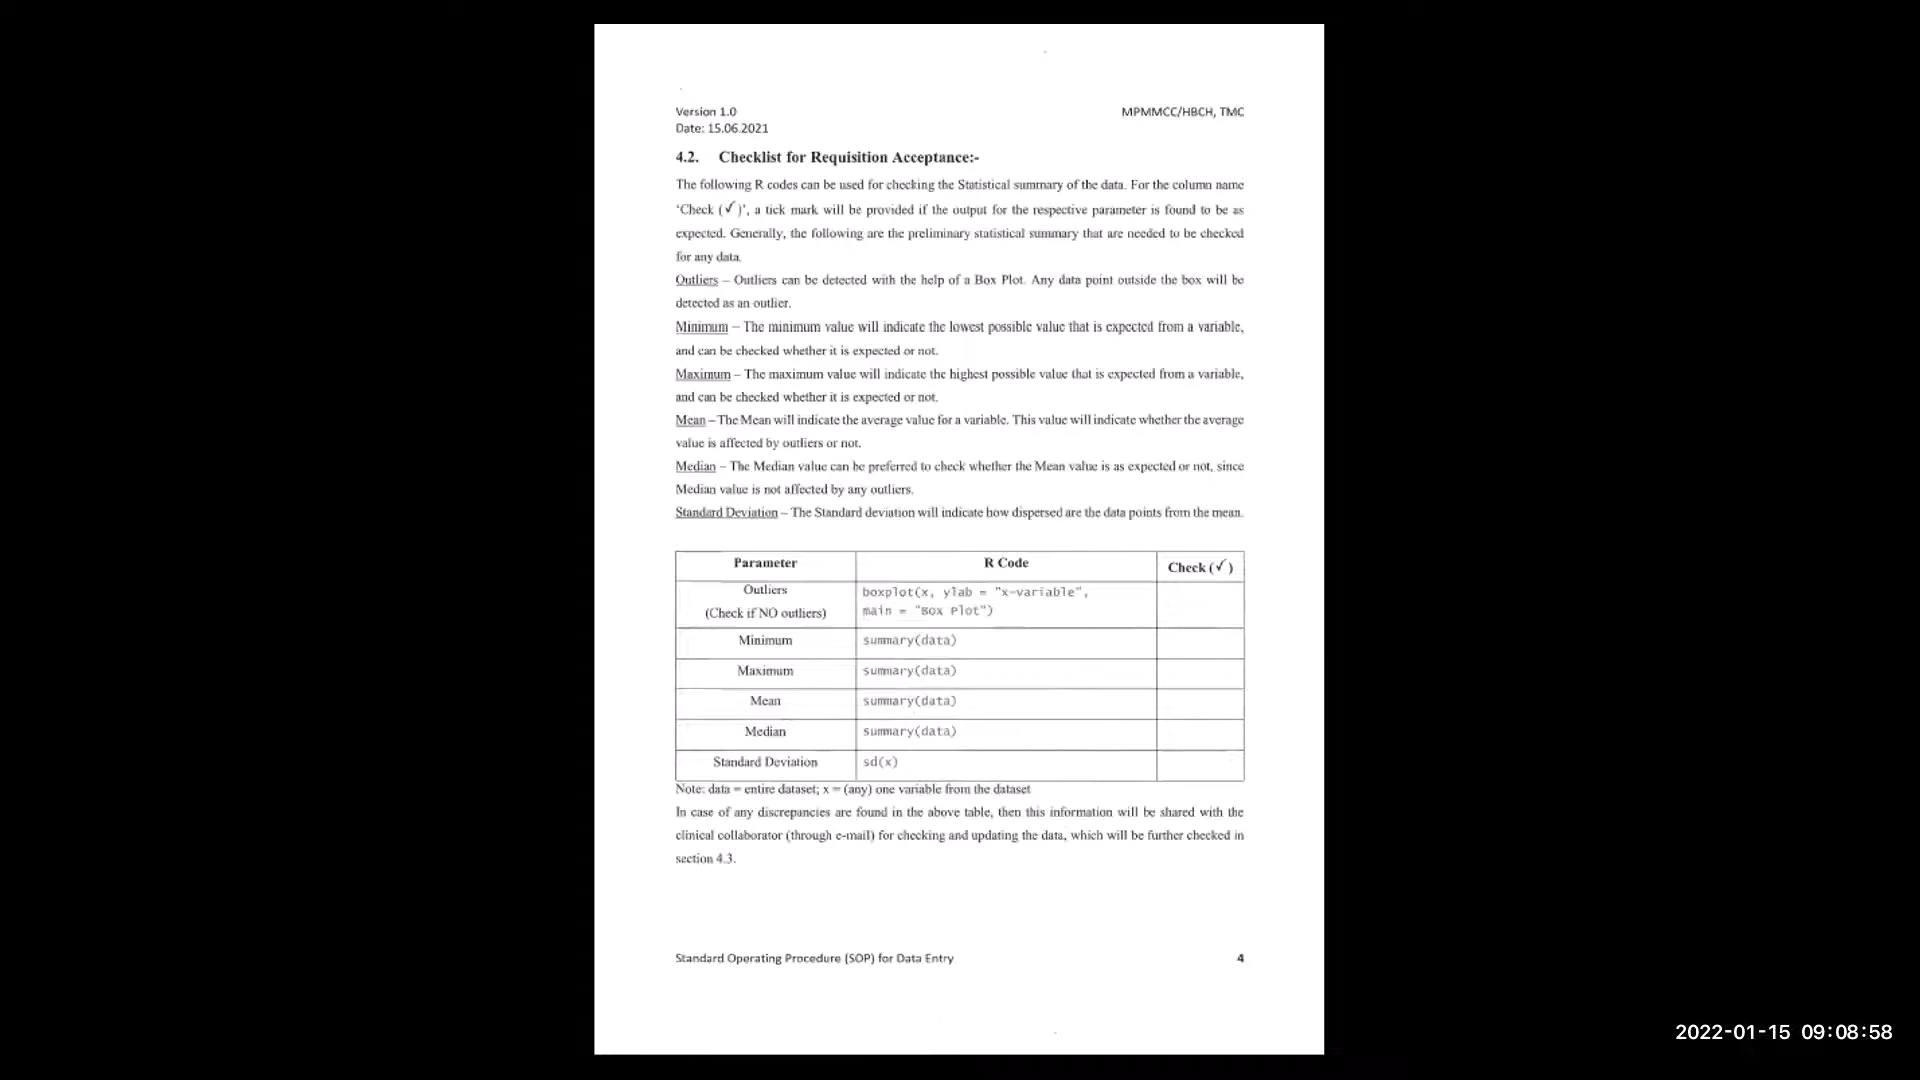 Version 1.0
MPMMCC/HBCH, TMC
Date: 15.06.2021
4.2. Checklist for Requisition Acceptance:-
The following R codes can be used for checking the Statistical summary of the data. For the column name
'Check (✓)', a tick mark will be provided if the output for the respective parameter is found to be as
expected. Generally, the following are the preliminary statistical summary that are needed to be checked
for any data.
Outliers – Outliers can be detected with the help of a Box Plot. Any data point outside the box will be
detected as an outlier.
Minimum – The minimum value will indicate the lowest possible value that is expected from a variable,
and can be checked whether it is expected or not.
Maximum – The maximum value will indicate the highest possible value that is expected from a variable,
and can be checked whether it is expected or not.
Mean – The Mean will indicate the average value for a variable. This value will indicate whether the average
value is affected by outliers or not.
Median – The Median value can be preferred to check whether the Mean value is as expected or not, since
Median value is not affected by any outliers.
Standard Deviation – The Standard deviation will indicate how dispersed are the data points from the mean.
Parameter R Code Check (✓)
Outliers
(Check if NO outliers)
boxplot(x, ylab = "x-variable",
main = "Box Plot")
Minimum summary(data)
Maximum summary(data)
Mean summary(data)
Median summary(data)
Standard Deviation sd(x)
Note: data = entire dataset; x = (any) one variable from the dataset
In case of any discrepancies are found in the above table, then this information will be shared with the
clinical collaborator (through e-mail) for checking and updating the data, which will be further checked in
section 4.3.
Standard Operating Procedure (SOP) for Data Entry 4
2022-01-15 09:08:58